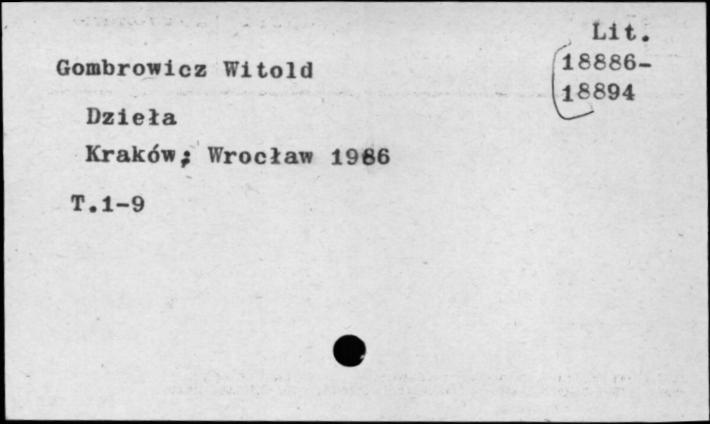 Lit.
18886-
18894
Gombrowicz Witold
Dzieła
Kraków; Wrocław 1986
T.1-9